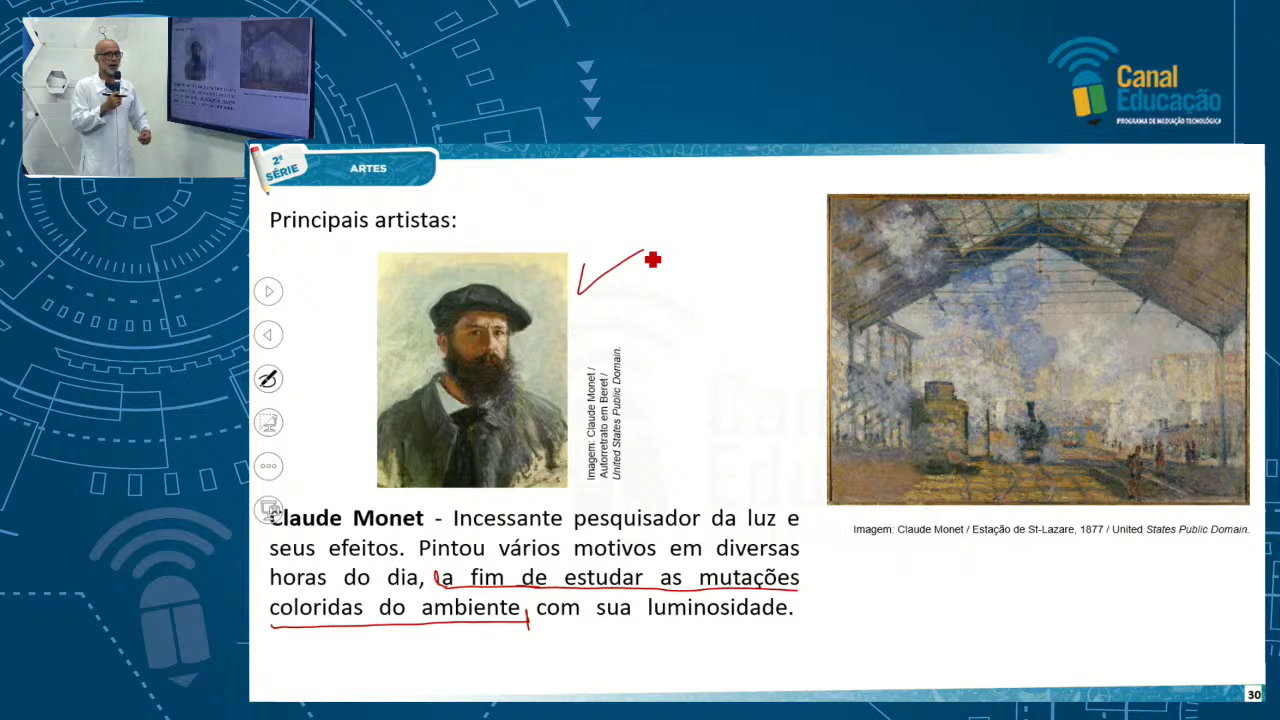 Canal
Educação
PROGRAMA DE MEDIAÇÃO TECNOLÓGICA
2ª
SÉRIE
ARTES
Principais artistas:
Imagem: Claude Monet /
Autorretrato em Beret /
United States Public Domain.
Claude Monet - Incessante pesquisador da luz e
seus efeitos. Pintou vários motivos em diversas
horas do dia, a fim de estudar as mutações
coloridas do ambiente com sua luminosidade.
Imagem: Claude Monet / Estação de St-Lazare, 1877 / United States Public Domain.
30